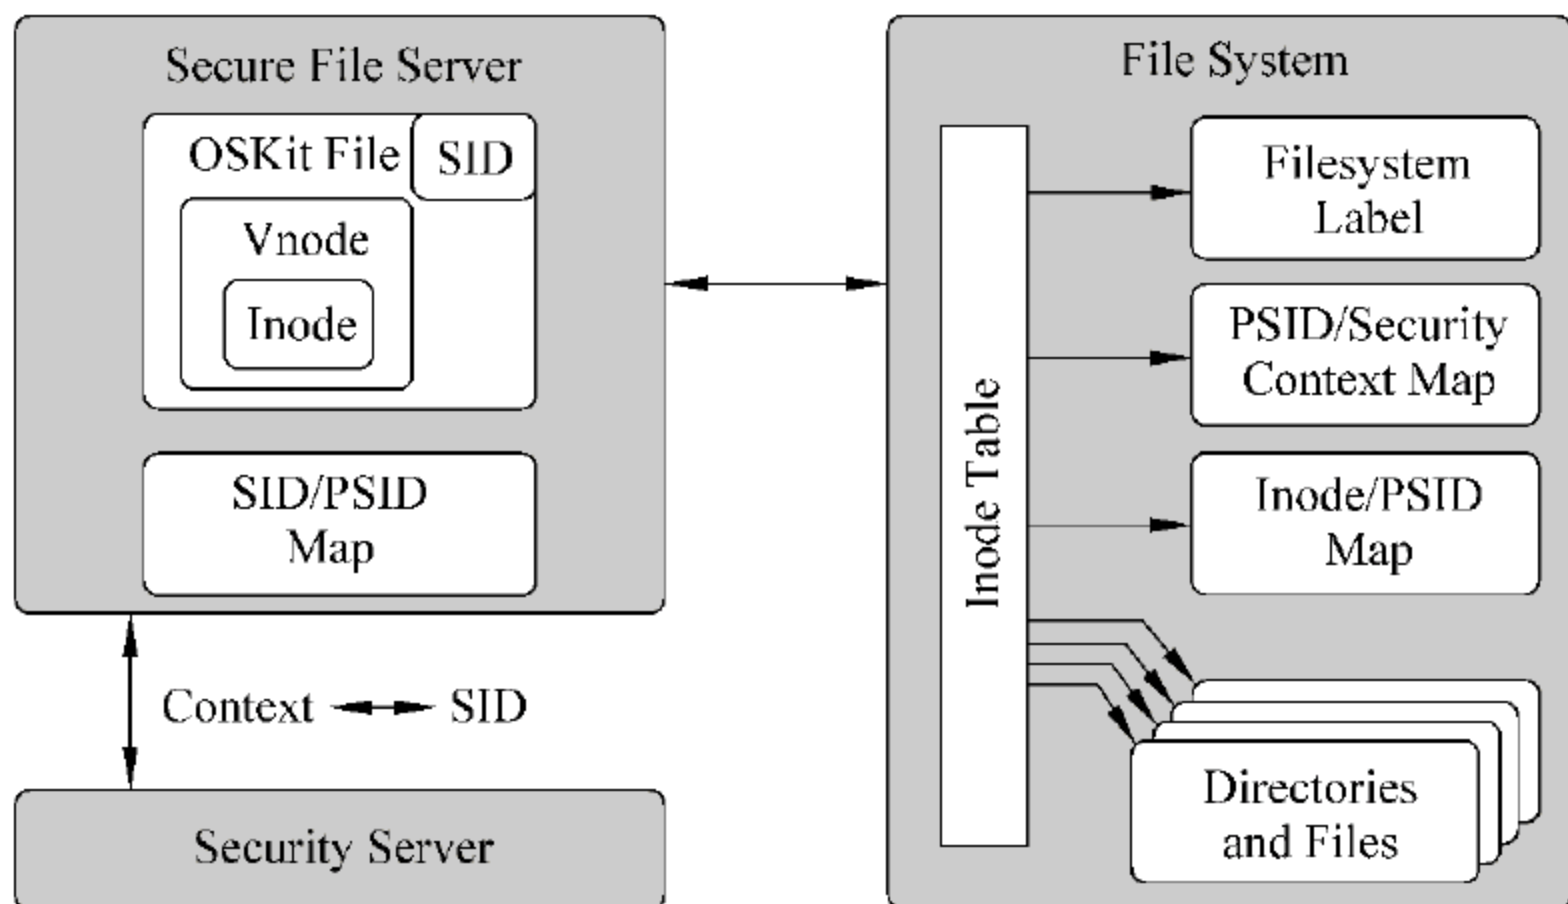 Secure File Server
OSKit File
SID
Vnode
Inode
SID/PSID
Map
Context
SID
Security Server
File System
Inode Table
Filesystem
Label
PSID/Security
Context Map
Inode/PSID
Map
Directories
and Files